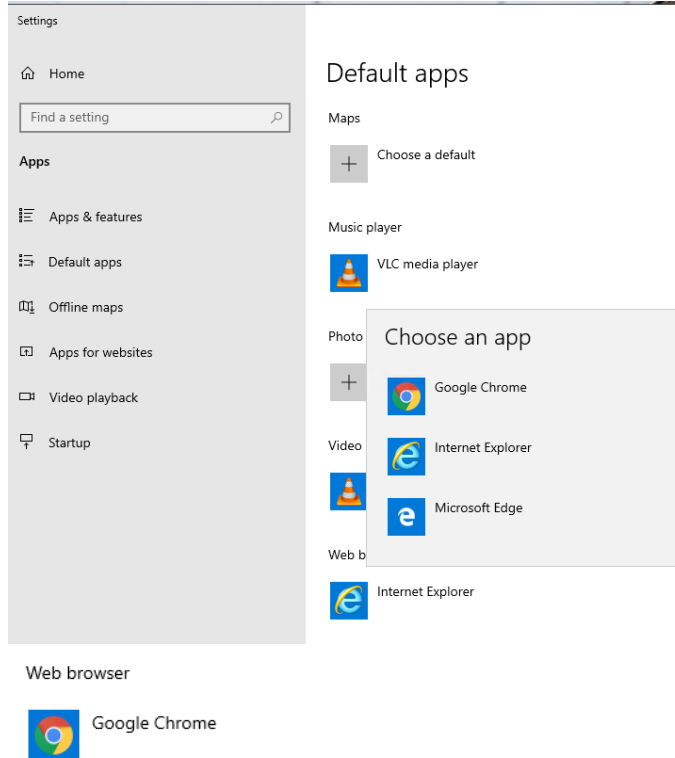 Settings
Home
Find a setting
Apps
Apps & features
Default apps
Offline maps
Apps for websites
Video playback
Startup
Default apps
Maps
Choose a default
Music player
VLC media player
Photo
Video
Web b
Internet Explorer
Choose an app
Google Chrome
Internet Explorer
Microsoft Edge
Web browser
Google Chrome